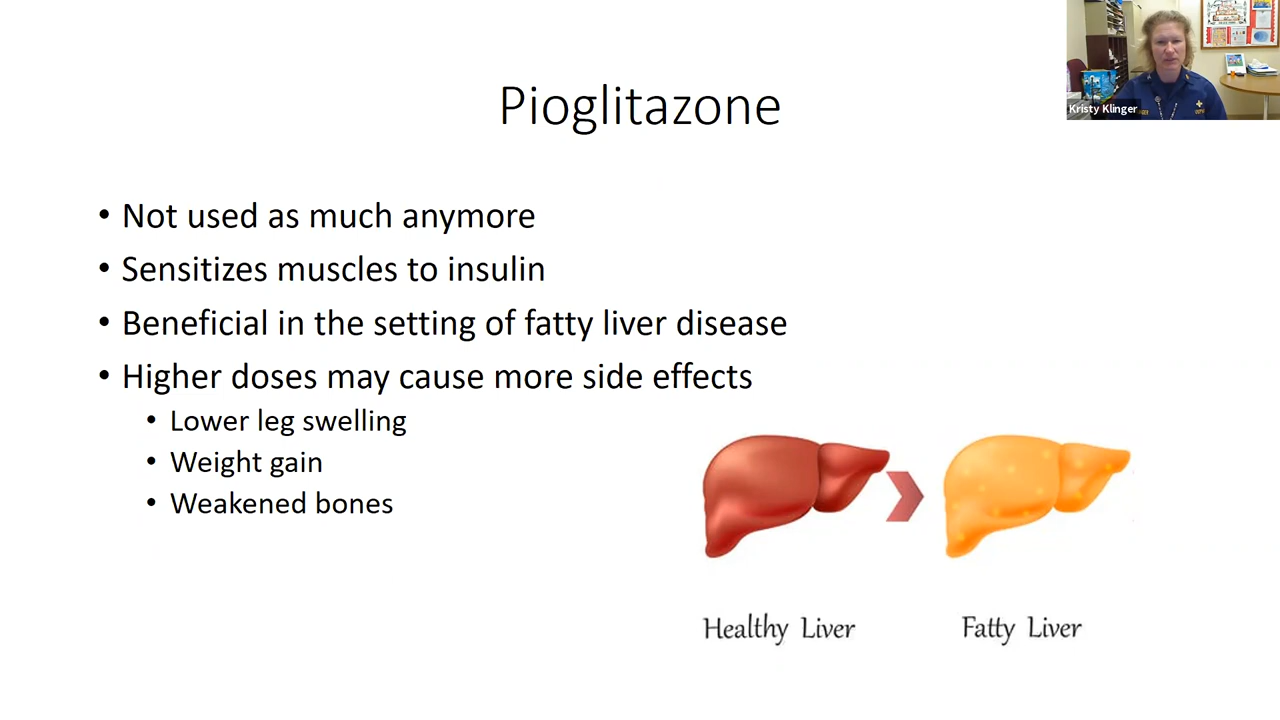 Pioglitazone
Kristy Klinger
• Not used as much anymore
• Sensitizes muscles to insulin
• Beneficial in the setting of fatty liver disease
• Higher doses may cause more side effects
• Lower leg swelling
• Weight gain
• Weakened bones
Healthy Liver
Fatty Liver